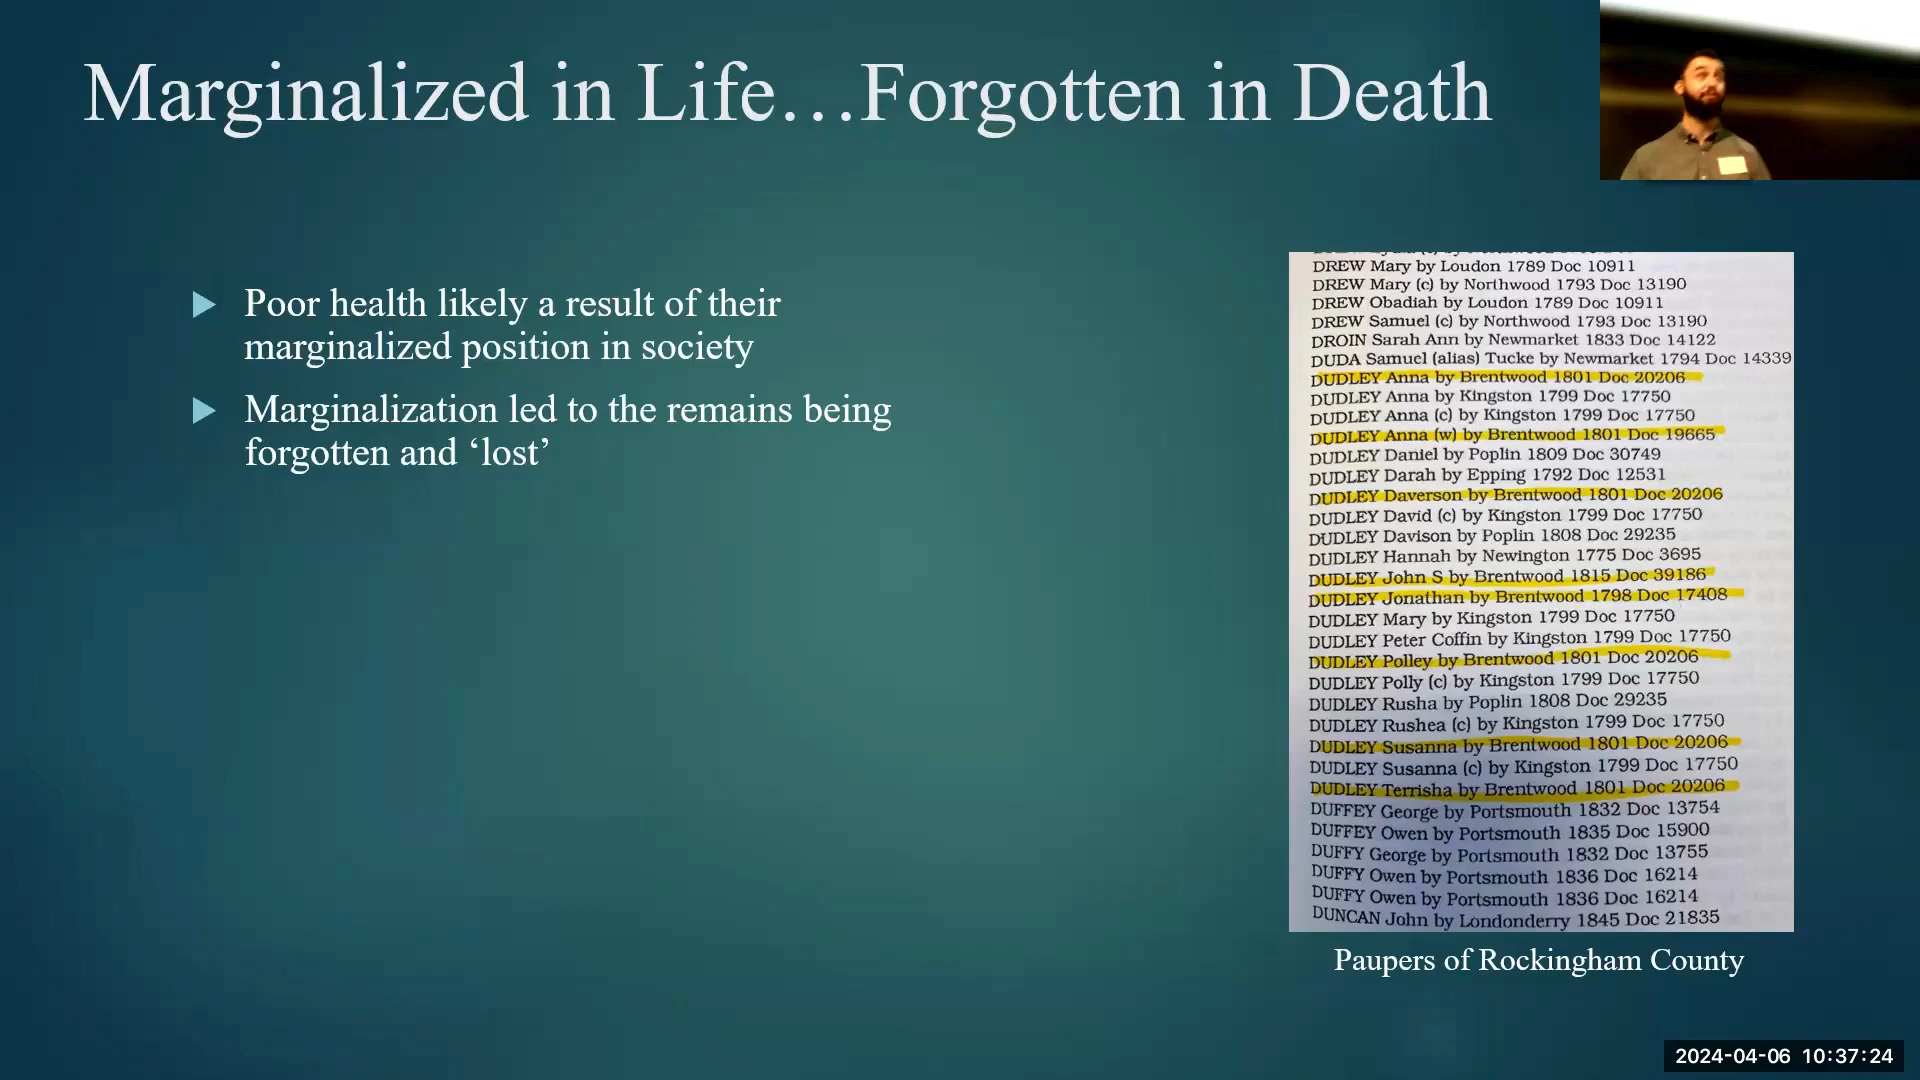 Marginalized in Life…Forgotten in Death
Poor health likely a result of their
marginalized position in society
Marginalization led to the remains being
forgotten and ‘lost’
DREW Mary by Loudon 1789 Doc 10911
DREW Mary (c) by Northwood 1793 Doc 13190
DREW Obadiah by Loudon 1789 Doc 10911
DREW Samuel (c) by Northwood 1793 Doc 13190
DROIN Sarah Ann by Newmarket 1833 Doc 14122
DUDA Samuel (alias) Tucke by Newmarket 1794 Doc 14339
DUDLEY Anna by Brentwood 1801 Doc 20206
DUDLEY Anna by Kingston 1799 Doc 17750
DUDLEY Anna (c) by Kingston 1799 Doc 17750
DUDLEY Anna (w) by Brentwood 1801 Doc 19665
DUDLEY Daniel by Poplin 1809 Doc 30749
DUDLEY Darah by Epping 1792 Doc 12531
DUDLEY Daverson by Brentwood 1801 Doc 20206
DUDLEY David (c) by Kingston 1799 Doc 17750
DUDLEY Davison by Poplin 1808 Doc 29235
DUDLEY Hannah by Newington 1775 Doc 3695
DUDLEY John S by Brentwood 1815 Doc 39186
DUDLEY Jonathan by Brentwood 1798 Doc 17408
DUDLEY Mary by Kingston 1799 Doc 17750
DUDLEY Peter Coffin by Kingston 1799 Doc 17750
DUDLEY Polley by Brentwood 1801 Doc 20206
DUDLEY Polly (c) by Kingston 1799 Doc 17750
DUDLEY Rusha by Poplin 1808 Doc 29235
DUDLEY Rushea (c) by Kingston 1799 Doc 17750
DUDLEY Susanna by Brentwood 1801 Doc 20206
DUDLEY Susanna (c) by Kingston 1799 Doc 17750
DUDLEY Terrisha by Brentwood 1801 Doc 20206
DUFFEY George by Portsmouth 1832 Doc 13754
DUFFEY Owen by Portsmouth 1835 Doc 15900
DUFFY George by Portsmouth 1832 Doc 13755
DUFFY Owen by Portsmouth 1836 Doc 16214
DUFFY Owen by Portsmouth 1836 Doc 16214
DUNCAN John by Londonderry 1845 Doc 21835
Paupers of Rockingham County
2024-04-06 10:37:24